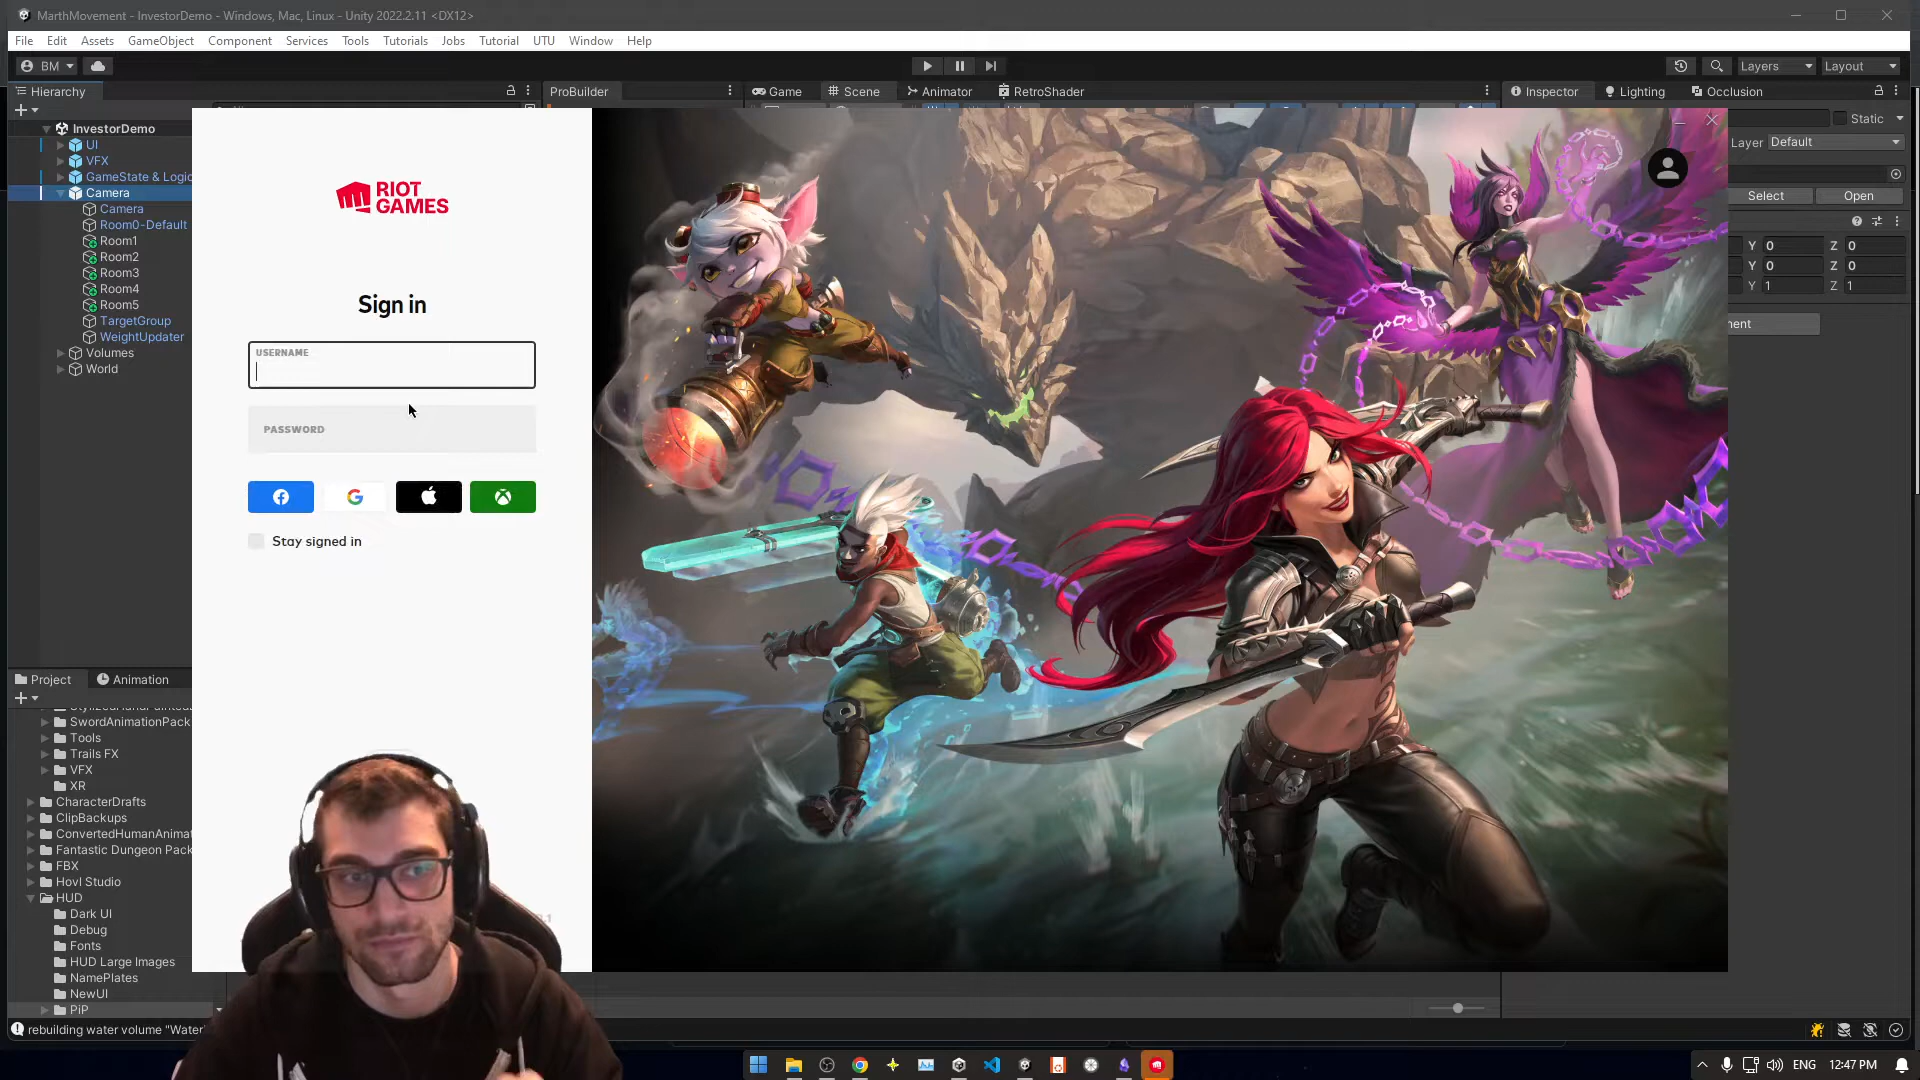 MarthMovement - InvestorDemo - Windows, Mac, Linux - Unity 2022.2.11 <DX12>
File Edit Assets GameObject Component Services Tools Tutorials Jobs Tutorial UTU Window Help
BM
Layers
Layout
Hierarchy
ProBuilder
Game
Scene
Animator
RetroShader
Inspector
Lighting
Occlusion
InvestorDemo
Static
UI
Layer Default
VFX
GameState & Logic
Camera
Select
Open
Camera
Room0-Default
Room1
Y 0 Z 0
Room2
Y 0 Z 0
Room3
Y 1 Z 1
Room4
Room5
TargetGroup
WeightUpdater
Volumes
World
RIOT
GAMES
Sign in
USERNAME
PASSWORD
Stay signed in
Project
Animation
SwordAnimationPack
Tools
Trails FX
VFX
XR
CharacterDrafts
ClipBackups
ConvertedHumanAnimat
Fantastic Dungeon Pack
FBX
Hovl Studio
HUD
Dark UI
Debug
Fonts
HUD Large Images
NamePlates
NewUI
PiP
rebuilding water volume "Water
ENG
12:47 PM